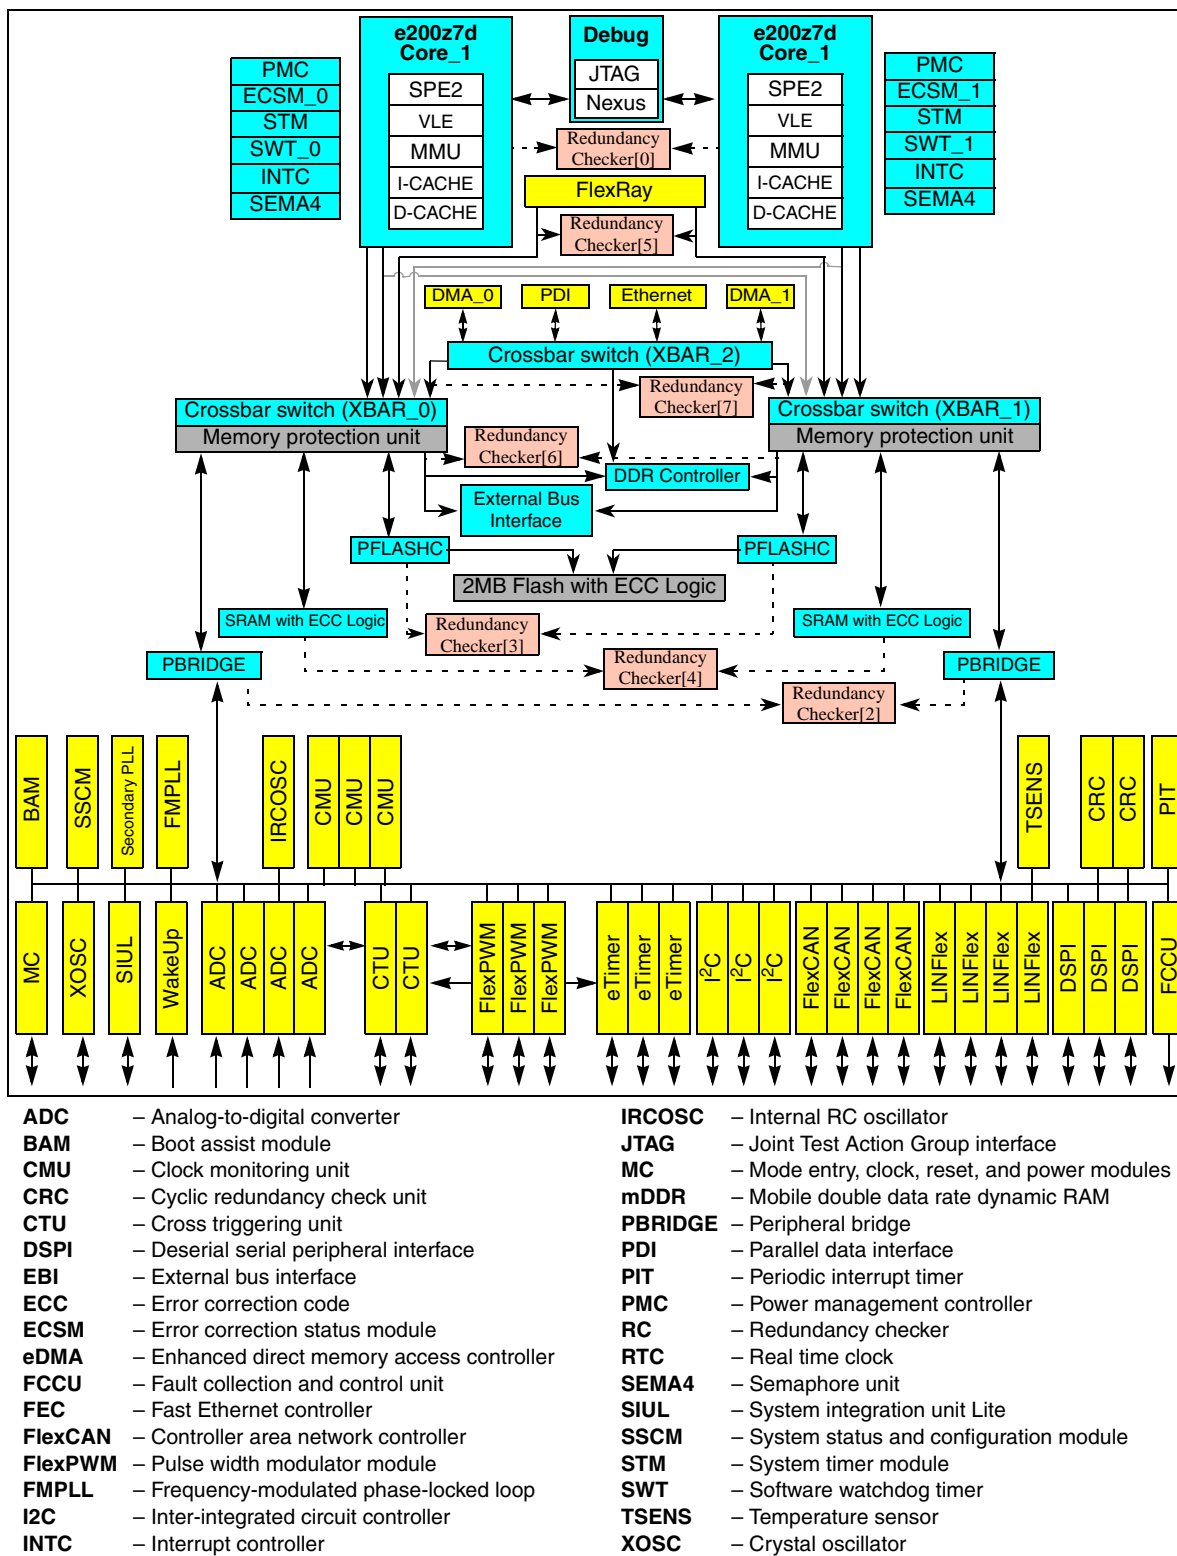 e200z7d
Core_1
SPE2
VLE
MMU
I-CACHE
D-CACHE
Debug
JTAG
Nexus
e200z7d
Core_1
SPE2
VLE
MMU
I-CACHE
D-CACHE
PMC
ECSM_0
STM
SWT_0
INTC
SEMA4
PMC
ECSM_1
STM
SWT_1
INTC
SEMA4
Redundancy
Checker[0]
FlexRay
Redundancy
Checker[5]
DMA_0
PDI
Ethernet
DMA_1
Crossbar switch (XBAR_2)
Redundancy
Checker[7]
Crossbar switch (XBAR_0)
Memory protection unit
Crossbar switch (XBAR_1)
Memory protection unit
Redundancy
Checker[6]
DDR Controller
External Bus
Interface
PFLASHC
PFLASHC
2MB Flash with ECC Logic
SRAM with ECC Logic
SRAM with ECC Logic
Redundancy
Checker[3]
Redundancy
Checker[4]
PBRIDGE
PBRIDGE
Redundancy
Checker[2]
BAM
SSCM
Secondary PLL
FMPLL
IRCOSC
CMU
CMU
CMU
TSENS
CRC
CRC
PIT
MC
XOSC
SIUL
WakeUp
ADC
ADC
ADC
ADC
CTU
CTU
FlexPWM
FlexPWM
FlexPWM
eTimer
eTimer
eTimer
I²C
I²C
I²C
FlexCAN
FlexCAN
FlexCAN
FlexCAN
LINFlex
LINFlex
LINFlex
LINFlex
DSPI
DSPI
DSPI
FCCU
ADC – Analog-to-digital converter
BAM – Boot assist module
CMU – Clock monitoring unit
CRC – Cyclic redundancy check unit
CTU – Cross triggering unit
DSPI – Deserial serial peripheral interface
EBI – External bus interface
ECC – Error correction code
ECSM – Error correction status module
eDMA – Enhanced direct memory access controller
FCCU – Fault collection and control unit
FEC – Fast Ethernet controller
FlexCAN – Controller area network controller
FlexPWM – Pulse width modulator module
FMPLL – Frequency-modulated phase-locked loop
I2C – Inter-integrated circuit controller
INTC – Interrupt controller
IRCOSC – Internal RC oscillator
JTAG – Joint Test Action Group interface
MC – Mode entry, clock, reset, and power modules
mDDR – Mobile double data rate dynamic RAM
PBRIDGE – Peripheral bridge
PDI – Parallel data interface
PIT – Periodic interrupt timer
PMC – Power management controller
RC – Redundancy checker
RTC – Real time clock
SEMA4 – Semaphore unit
SIUL – System integration unit Lite
SSCM – System status and configuration module
STM – System timer module
SWT – Software watchdog timer
TSENS – Temperature sensor
XOSC – Crystal oscillator